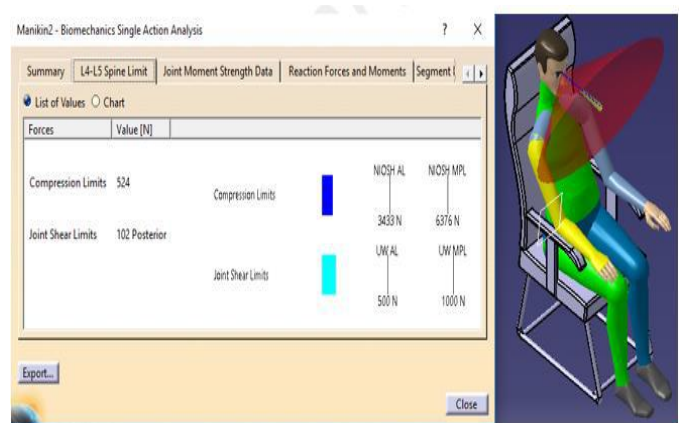 Manikin2 - Biomechanics Single Action Analysis ? X
Summary L4-L5 Spine Limit Joint Moment Strength Data Reaction Forces and Moments Segment
List of Values Chart
Forces Value [N]
Compression Limits 524 Compression Limits NIOSH AL NIOSH MPL
3433 N 6376 N
Joint Shear Limits 102 Posterior Joint Shear Limits UW AL UW MPL
500 N 1000 N
Export...
Close